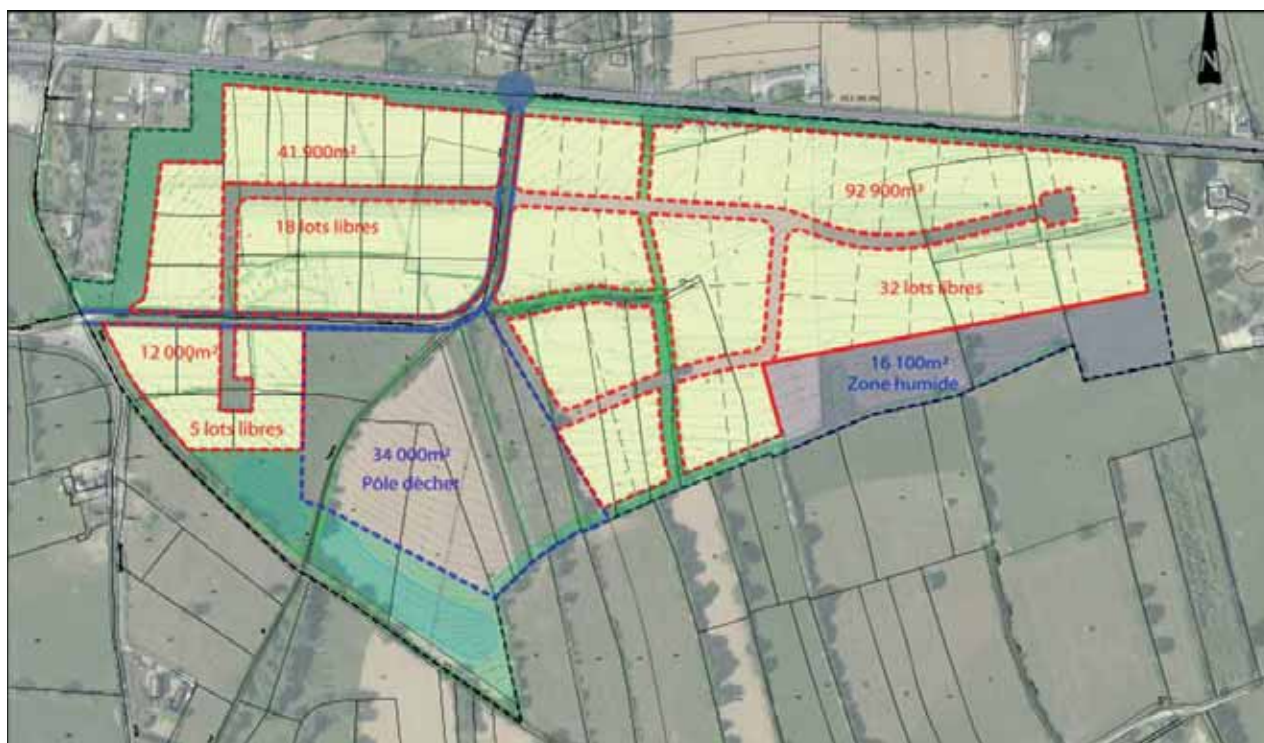 N
41 900m²
92 900m²
18 lots libres
32 lots libres
12 000m²
16 100m²
Zone humide
5 lots libres
34 000m²
Pôle déchet